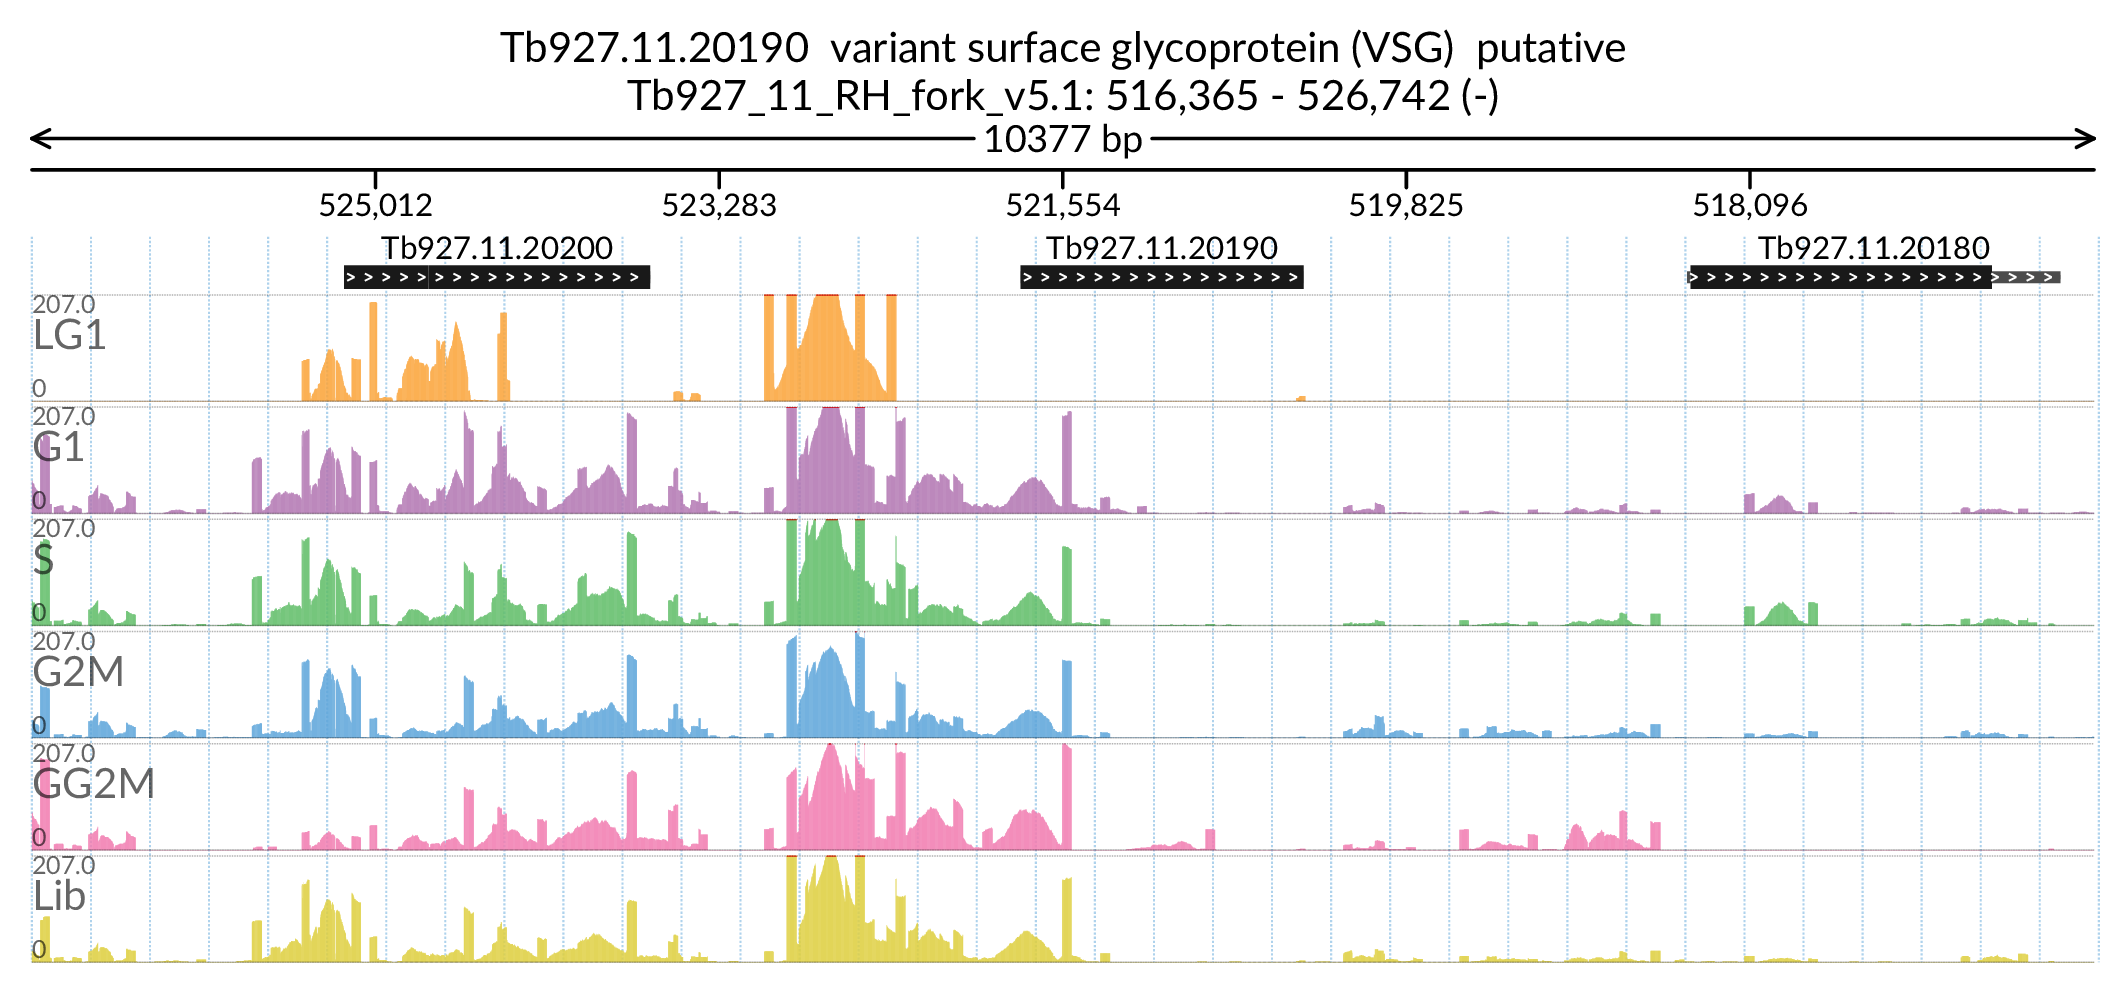 Tb927.11.20190 variant surface glycoprotein (VSG) putative
Tb927_11_RH_fork_v5.1: 516,365 - 526,742 (-)
10377 bp
525,012 523,283 521,554 519,825 518,096
Tb927.11.20200 Tb927.11.20190 Tb927.11.20180
207.0
LG1
0
207.0
G1
0
207.0
S
0
207.0
G2M
0
207.0
GG2M
0
207.0
Lib
0